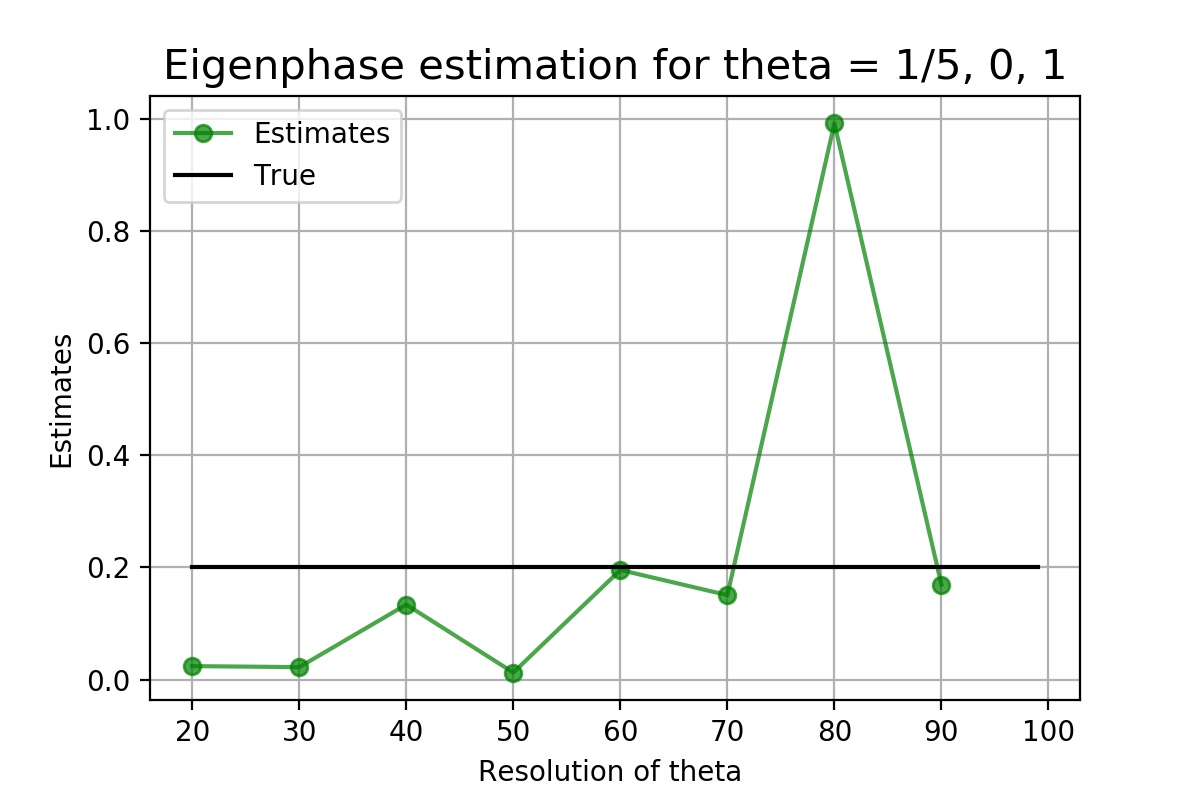 Eigenphase estimation for theta = 1/5, 0, 1
Estimates
True
1.0
0.8
0.6
0.4
0.2
0.0
Estimates
20 30 40 50 60 70 80 90 100
Resolution of theta